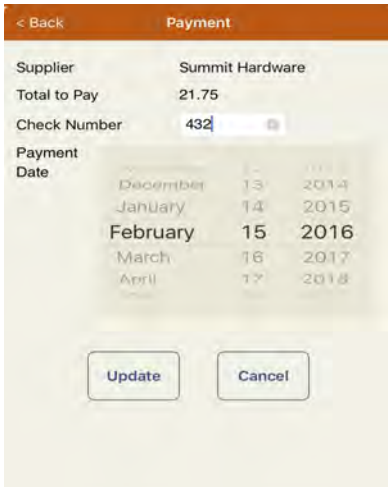 < Back Payment
Supplier Summit Hardware
Total to Pay 21.75
Check Number 432
Payment
Date
December 13 2014
January 14 2015
February 15 2016
March 16 2017
April 17 2018
Update Cancel